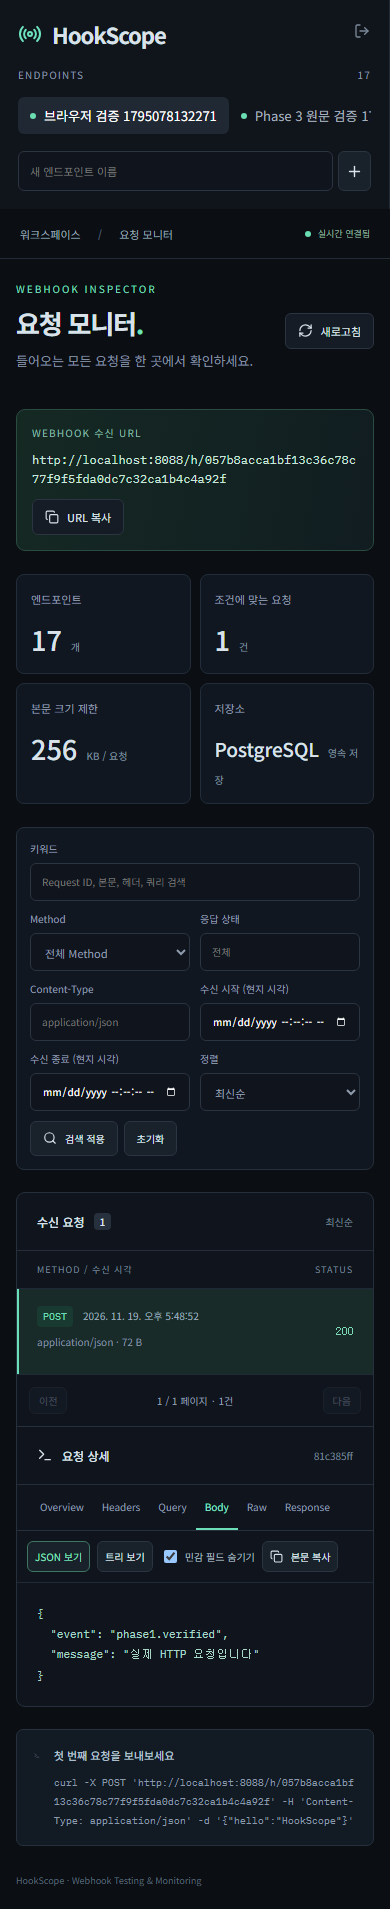 HookScope
ENDPOINTS 17
브라우저 검증 1795078132271 Phase 3 원문 검증
새 엔드포인트 이름
워크스페이스 / 요청 모니터 실시간 연결됨
WEBHOOK INSPECTOR
요청 모니터.
새로고침
들어오는 모든 요청을 한 곳에서 확인하세요.
WEBHOOK 수신 URL
http://localhost:8088/h/057b8acca1bf13c36c78c
77f9f5fda0dc7c32ca1b4c4a92f
URL 복사
엔드포인트 조건에 맞는 요청
17 개 1 건
본문 크기 제한 저장소
256 KB / 요청 PostgreSQL 영속 저
장
키워드
Request ID, 본문, 헤더, 쿼리 검색
Method 응답 상태
전체 Method 전체
Content-Type 수신 시작 (현지 시각)
application/json mm/dd/yyyy --:--:-- --
수신 종료 (현지 시각) 정렬
mm/dd/yyyy --:--:-- -- 최신순
검색 적용 초기화
수신 요청 1 최신순
METHOD / 수신 시각 STATUS
POST 2026. 11. 19. 오후 5:48:52
application/json · 72 B 200
이전 1 / 1 페이지 · 1건 다음
요청 상세 81c385ff
Overview Headers Query Body Raw Response
JSON 보기 트리 보기 민감 필드 숨기기 본문 복사
{
"event": "phase1.verified",
"message": "실제 HTTP 요청입니다"
}
첫 번째 요청을 보내보세요
curl -X POST 'http://localhost:8088/h/057b8acca1bf
13c36c78c77f9f5fda0dc7c32ca1b4c4a92f' -H 'Content-
Type: application/json' -d '{"hello":"HookScope"}'
HookScope · Webhook Testing & Monitoring